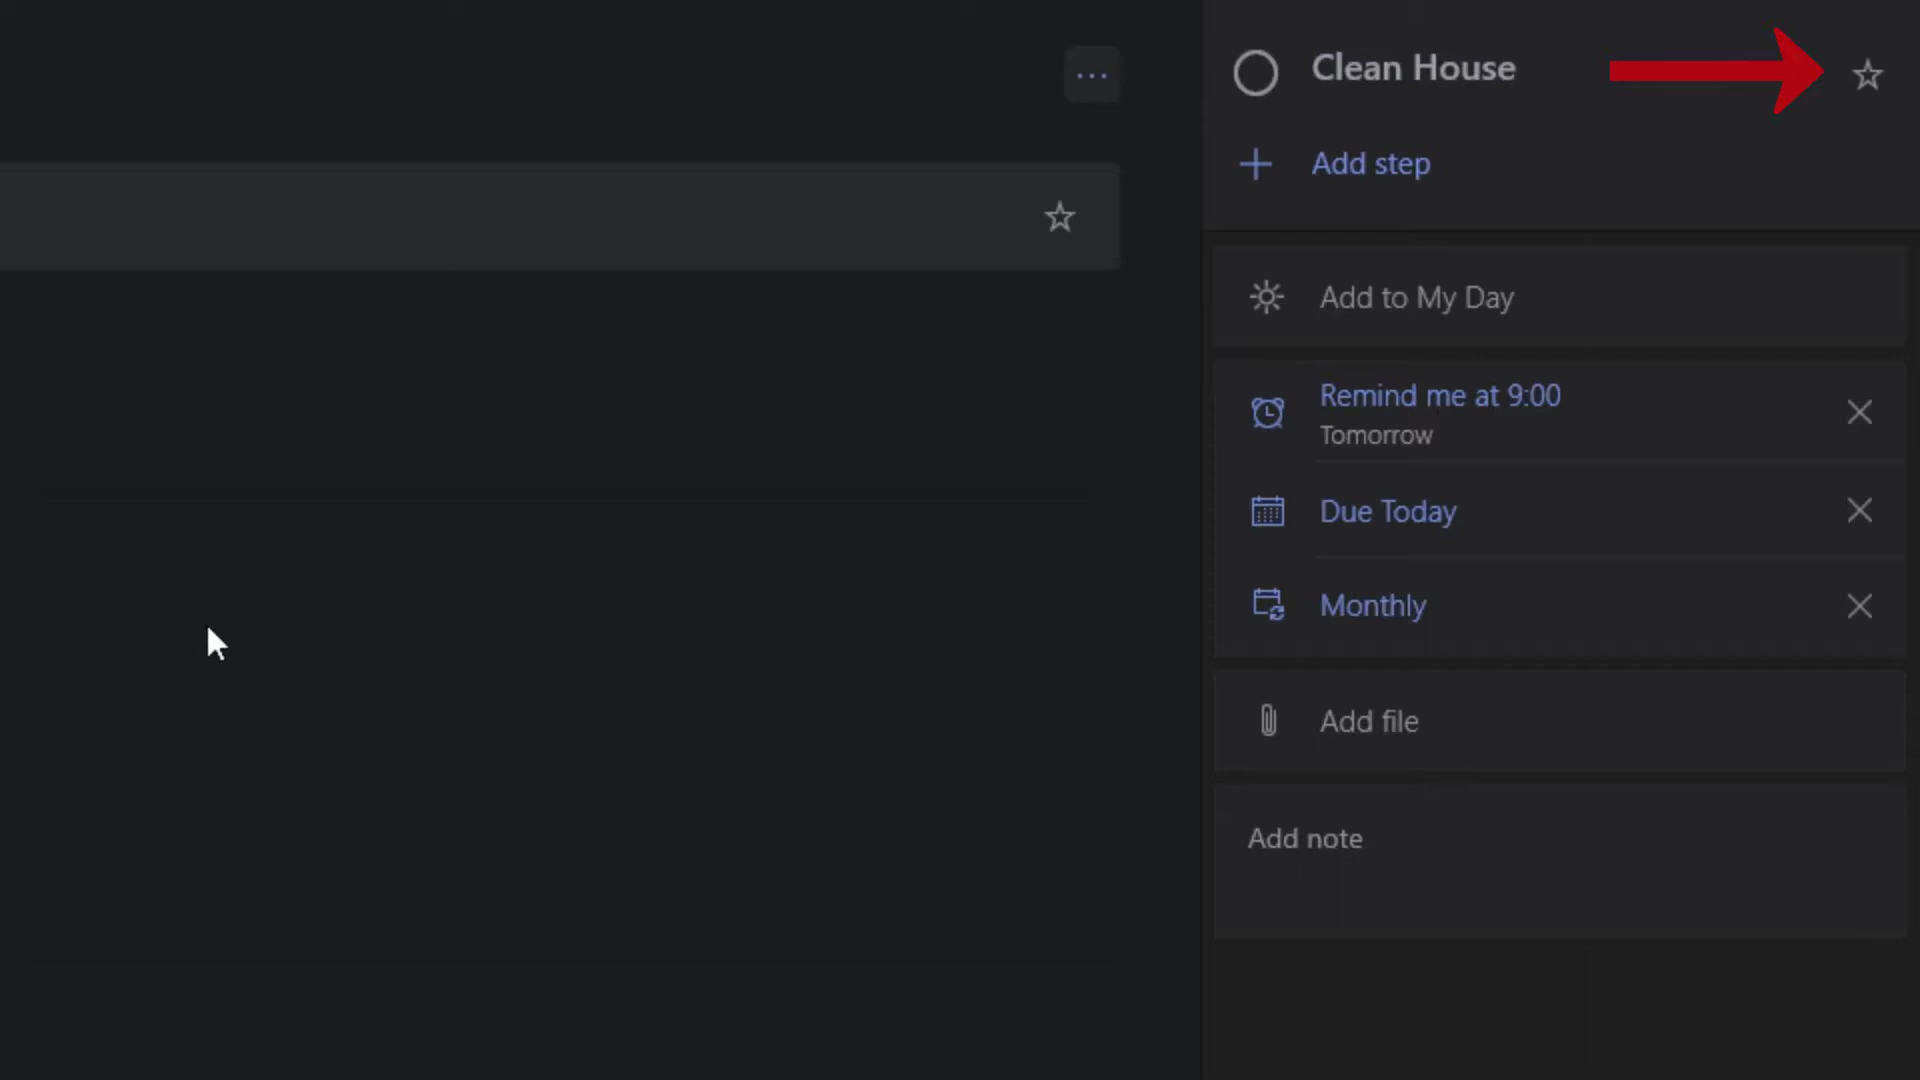 Clean House
Add step
Add to My Day
Remind me at 9:00
Tomorrow
Due Today
Monthly
Add file
Add note